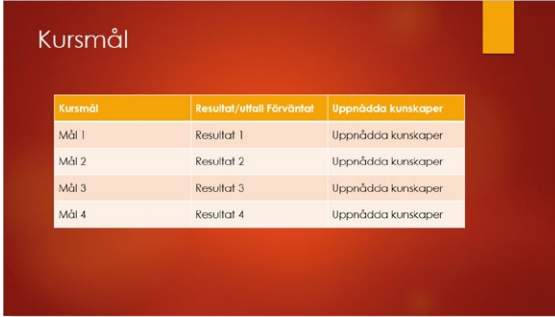 Kursmål
Kursmål Resultat/utfall Förväntat Uppnådda kunskaper
Mål 1 Resultat 1 Uppnådda kunskaper
Mål 2 Resultat 2 Uppnådda kunskaper
Mål 3 Resultat 3 Uppnådda kunskaper
Mål 4 Resultat 4 Uppnådda kunskaper